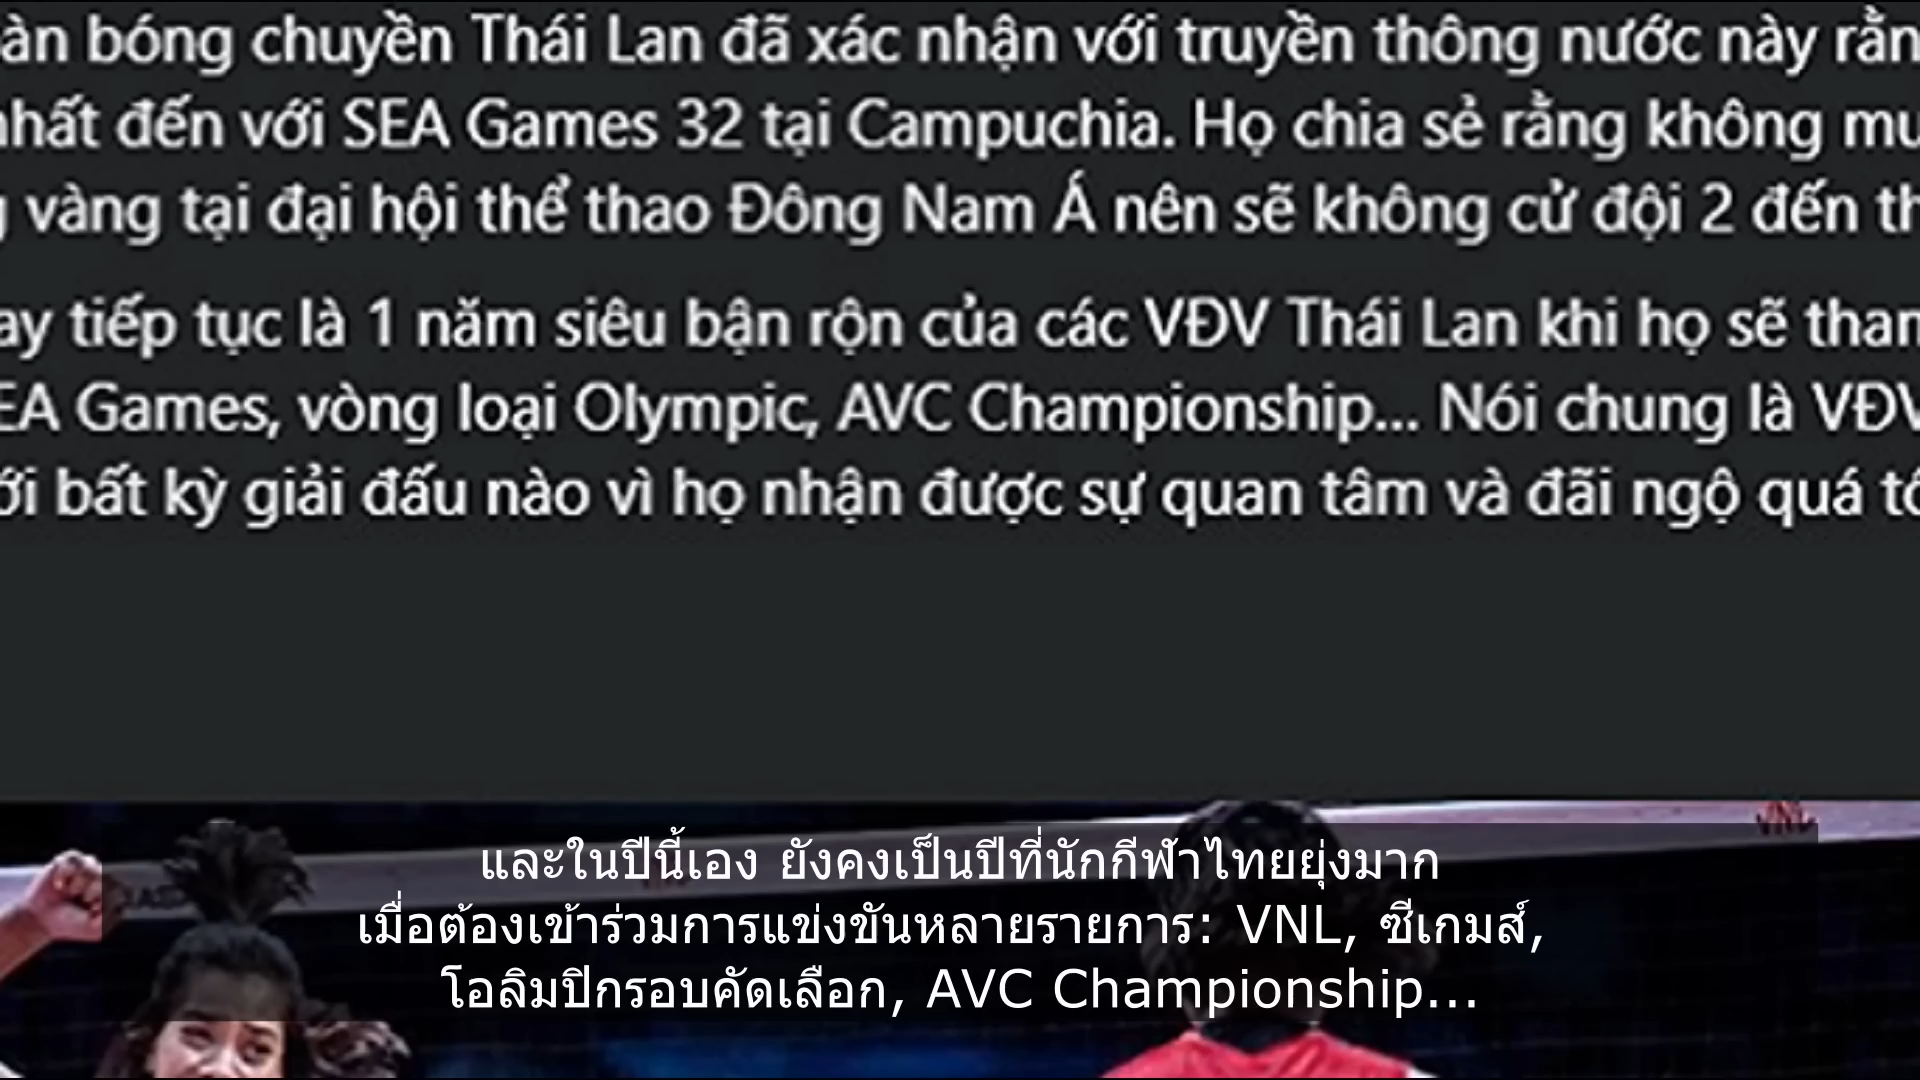 àn bóng chuyền Thái Lan đã xác nhận với truyền thông nước này rằn
nhất đến với SEA Games 32 tại Campuchia. Họ chia sẻ rằng không mu
g vàng tại đại hội thể thao Đông Nam Á nên sẽ không cử đội 2 đến th
ay tiếp tục là 1 năm siêu bận rộn của các VĐV Thái Lan khi họ sẽ tham
EA Games, vòng loại Olympic, AVC Championship... Nói chung là VĐV
ới bất kỳ giải đấu nào vì họ nhận được sự quan tâm và đãi ngộ quá tố
และในปีนี้เอง ยังคงเป็นปีที่นักกีฬาไทยยุ่งมาก
เมื่อต้องเข้าร่วมการแข่งขันหลายรายการ: VNL, ซีเกมส์,
โอลิมปิกรอบคัดเลือก, AVC Championship...